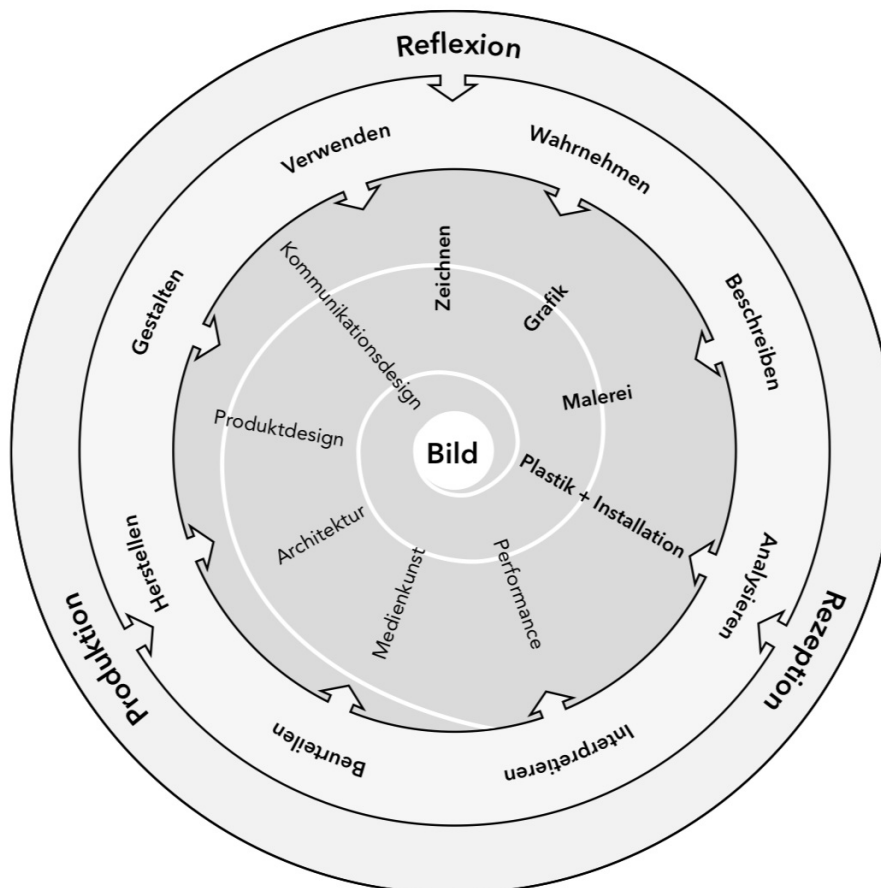 Reflexion
Rezeption
Produktion
Wahrnehmen
Beschreiben
Analysieren
Interpretieren
Beurteilen
Herstellen
Gestalten
Verwenden
Zeichnen
Grafik
Malerei
Plastik + Installation
Performance
Medienkunst
Architektur
Produktdesign
Kommunikationsdesign
Bild